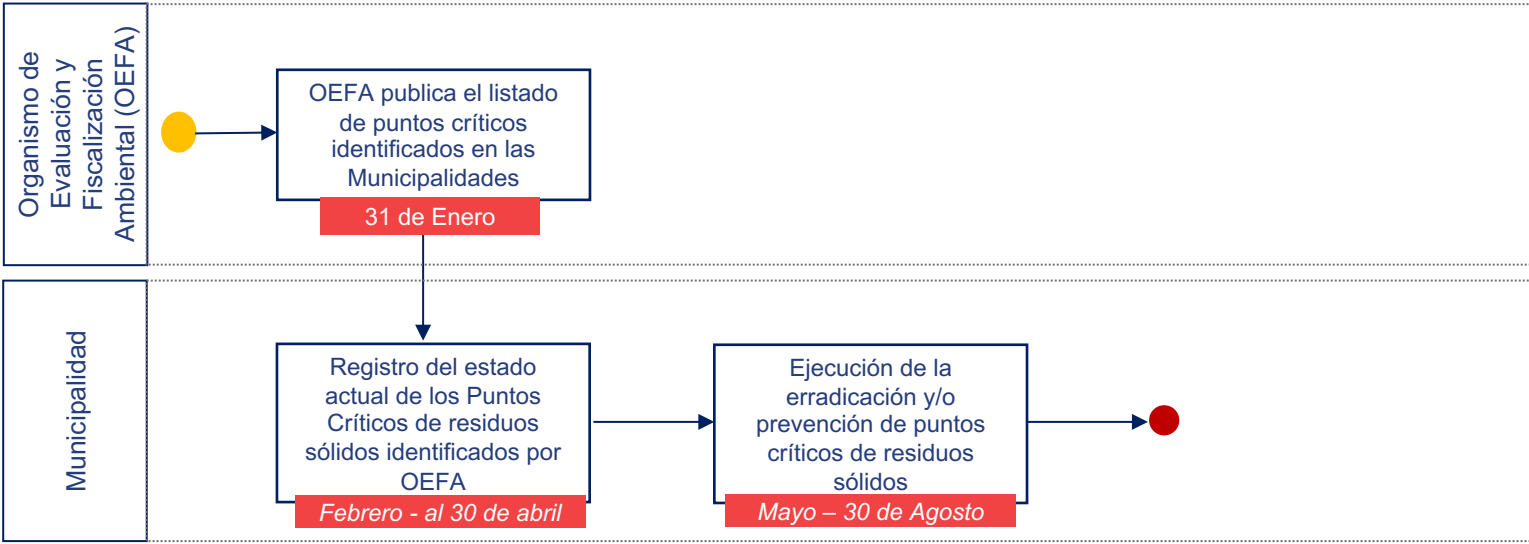 Organismo de
Evaluación y
Fiscalización
Ambiental (OEFA)
OEFA publica el listado
de puntos críticos
identificados en las
Municipalidades
31 de Enero
Municipalidad
Registro del estado
actual de los Puntos
Críticos de residuos
sólidos identificados por
OEFA
Febrero - al 30 de abril
Ejecución de la
erradicación y/o
prevención de puntos
críticos de residuos
sólidos
Mayo – 30 de Agosto